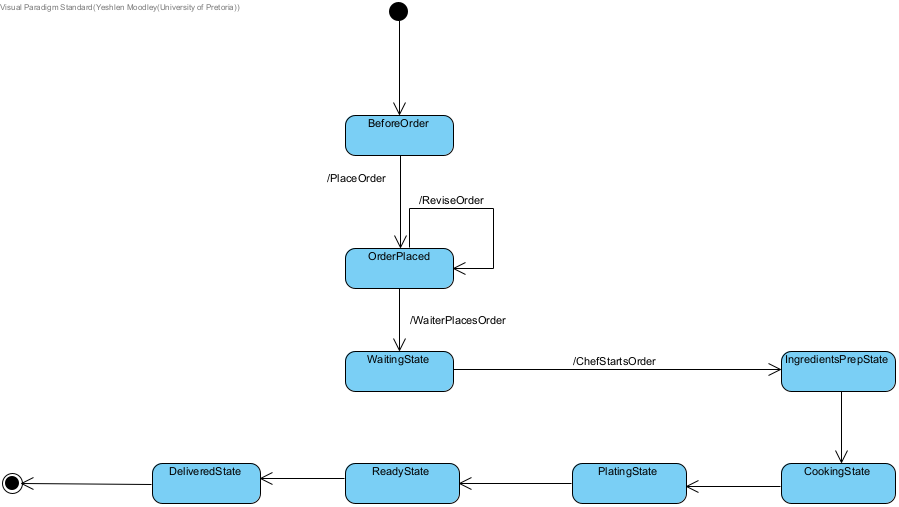 Visual Paradigm Standard(Yeshlen Moodley(University of Pretoria))
BeforeOrder
/PlaceOrder
/ReviseOrder
OrderPlaced
/WaiterPlacesOrder
WaitingState
/ChefStartsOrder
IngredientsPrepState
DeliveredState
ReadyState
PlatingState
CookingState